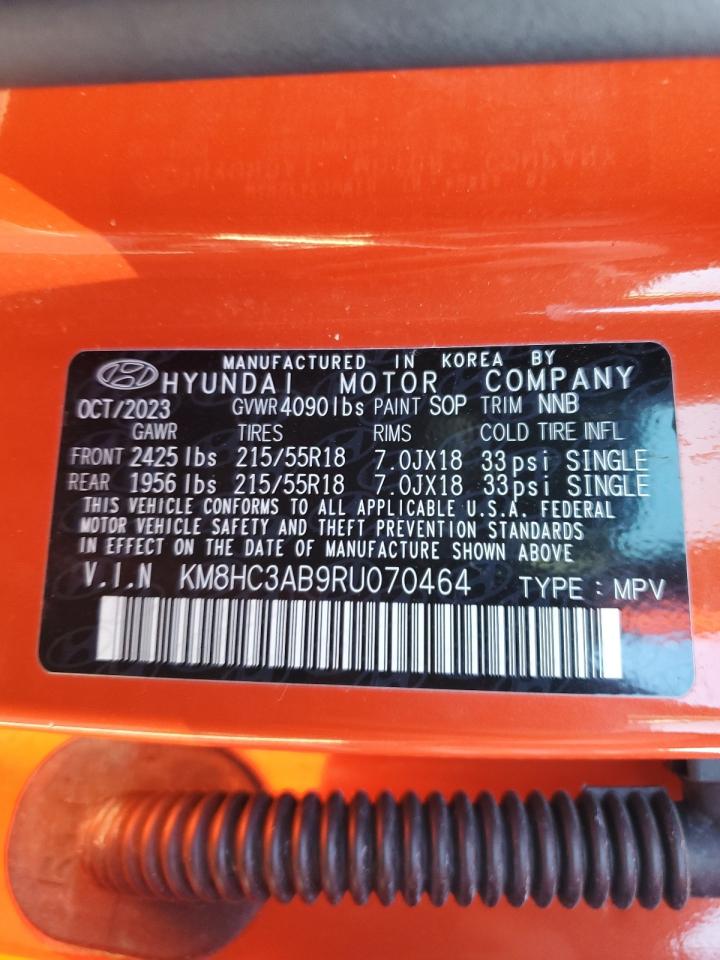 MANUFACTURED IN KOREA BY
HYUNDAI MOTOR COMPANY
OCT/2023 GVWR 4090lbs PAINT SOP TRIM NNB
GAWR TIRES RIMS COLD TIRE INFL
FRONT 2425 lbs 215/55R18 7.0JX18 33psi SINGLE
REAR 1956 lbs 215/55R18 7.0JX18 33psi SINGLE
THIS VEHICLE CONFORMS TO ALL APPLICABLE U.S.A. FEDERAL
MOTOR VEHICLE SAFETY AND THEFT PREVENTION STANDARDS
IN EFFECT ON THE DATE OF MANUFACTURE SHOWN ABOVE
V.I.N KM8HC3AB9RU070464 TYPE : MPV